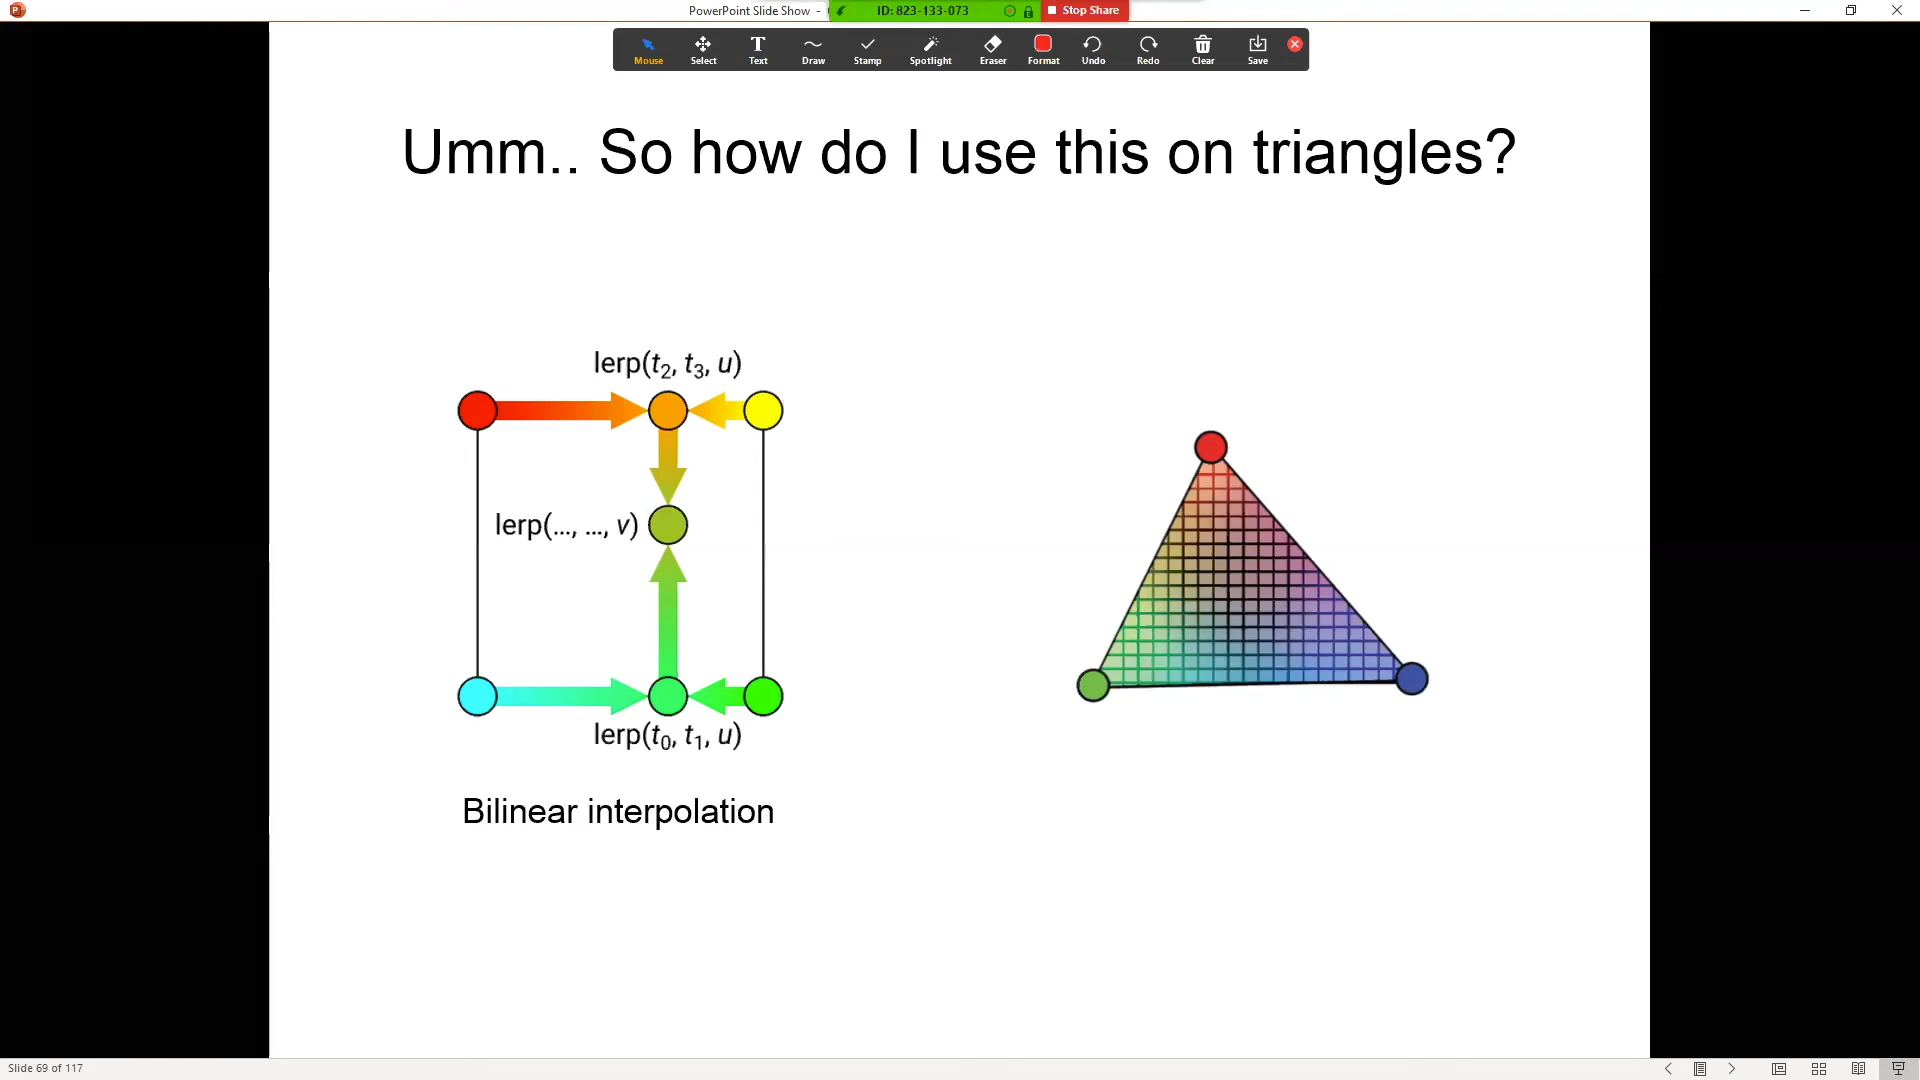 PowerPoint Slide Show -
ID: 823-133-073
Stop Share
Mouse
Select
Text
Draw
Stamp
Spotlight
Eraser
Format
Undo
Redo
Clear
Save
Umm.. So how do I use this on triangles?
lerp(t₂, t₃, u)
lerp(..., ..., v)
lerp(t₀, t₁, u)
Bilinear interpolation
Slide 69 of 117